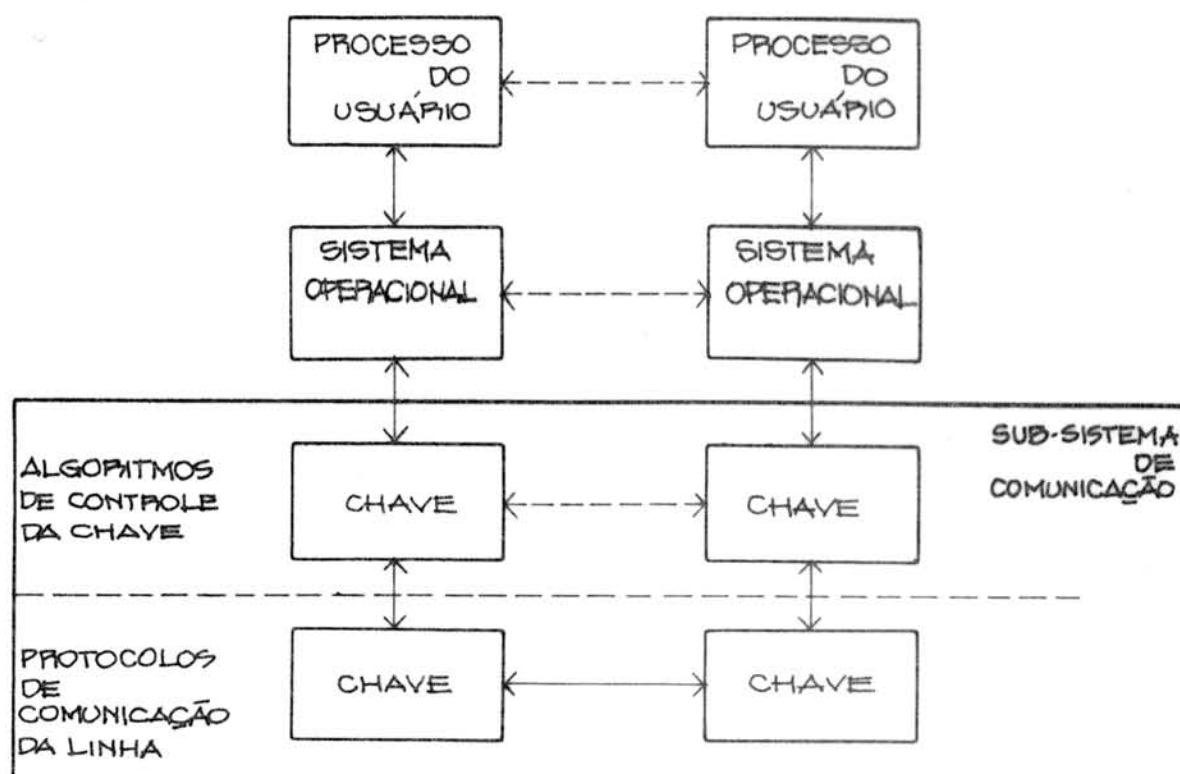 PROCESSO
DO
USUÁRIO
PROCESSO
DO
USUÁRIO
SISTEMA
OPERACIONAL
SISTEMA
OPERACIONAL
SUB-SISTEMA
DE
COMUNICAÇÃO
ALGORITMOS
DE CONTROLE
DA CHAVE
CHAVE
CHAVE
PROTOCOLOS
DE
COMUNICAÇÃO
DA LINHA
CHAVE
CHAVE